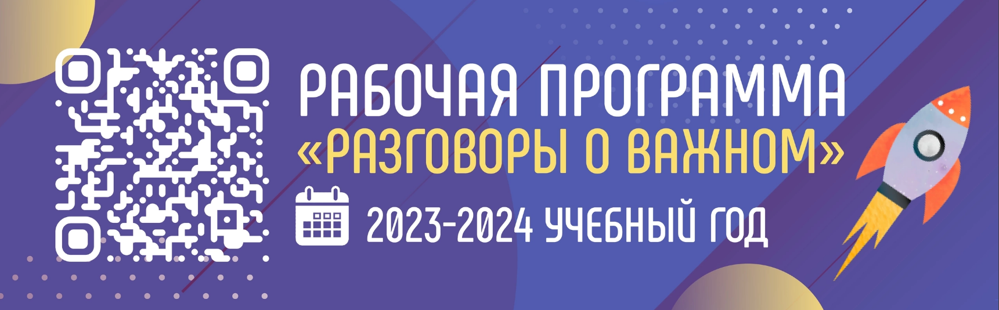 РАБОЧАЯ ПРОГРАММА
«РАЗГОВОРЫ О ВАЖНОМ»
2023-2024 УЧЕБНЫЙ ГОД